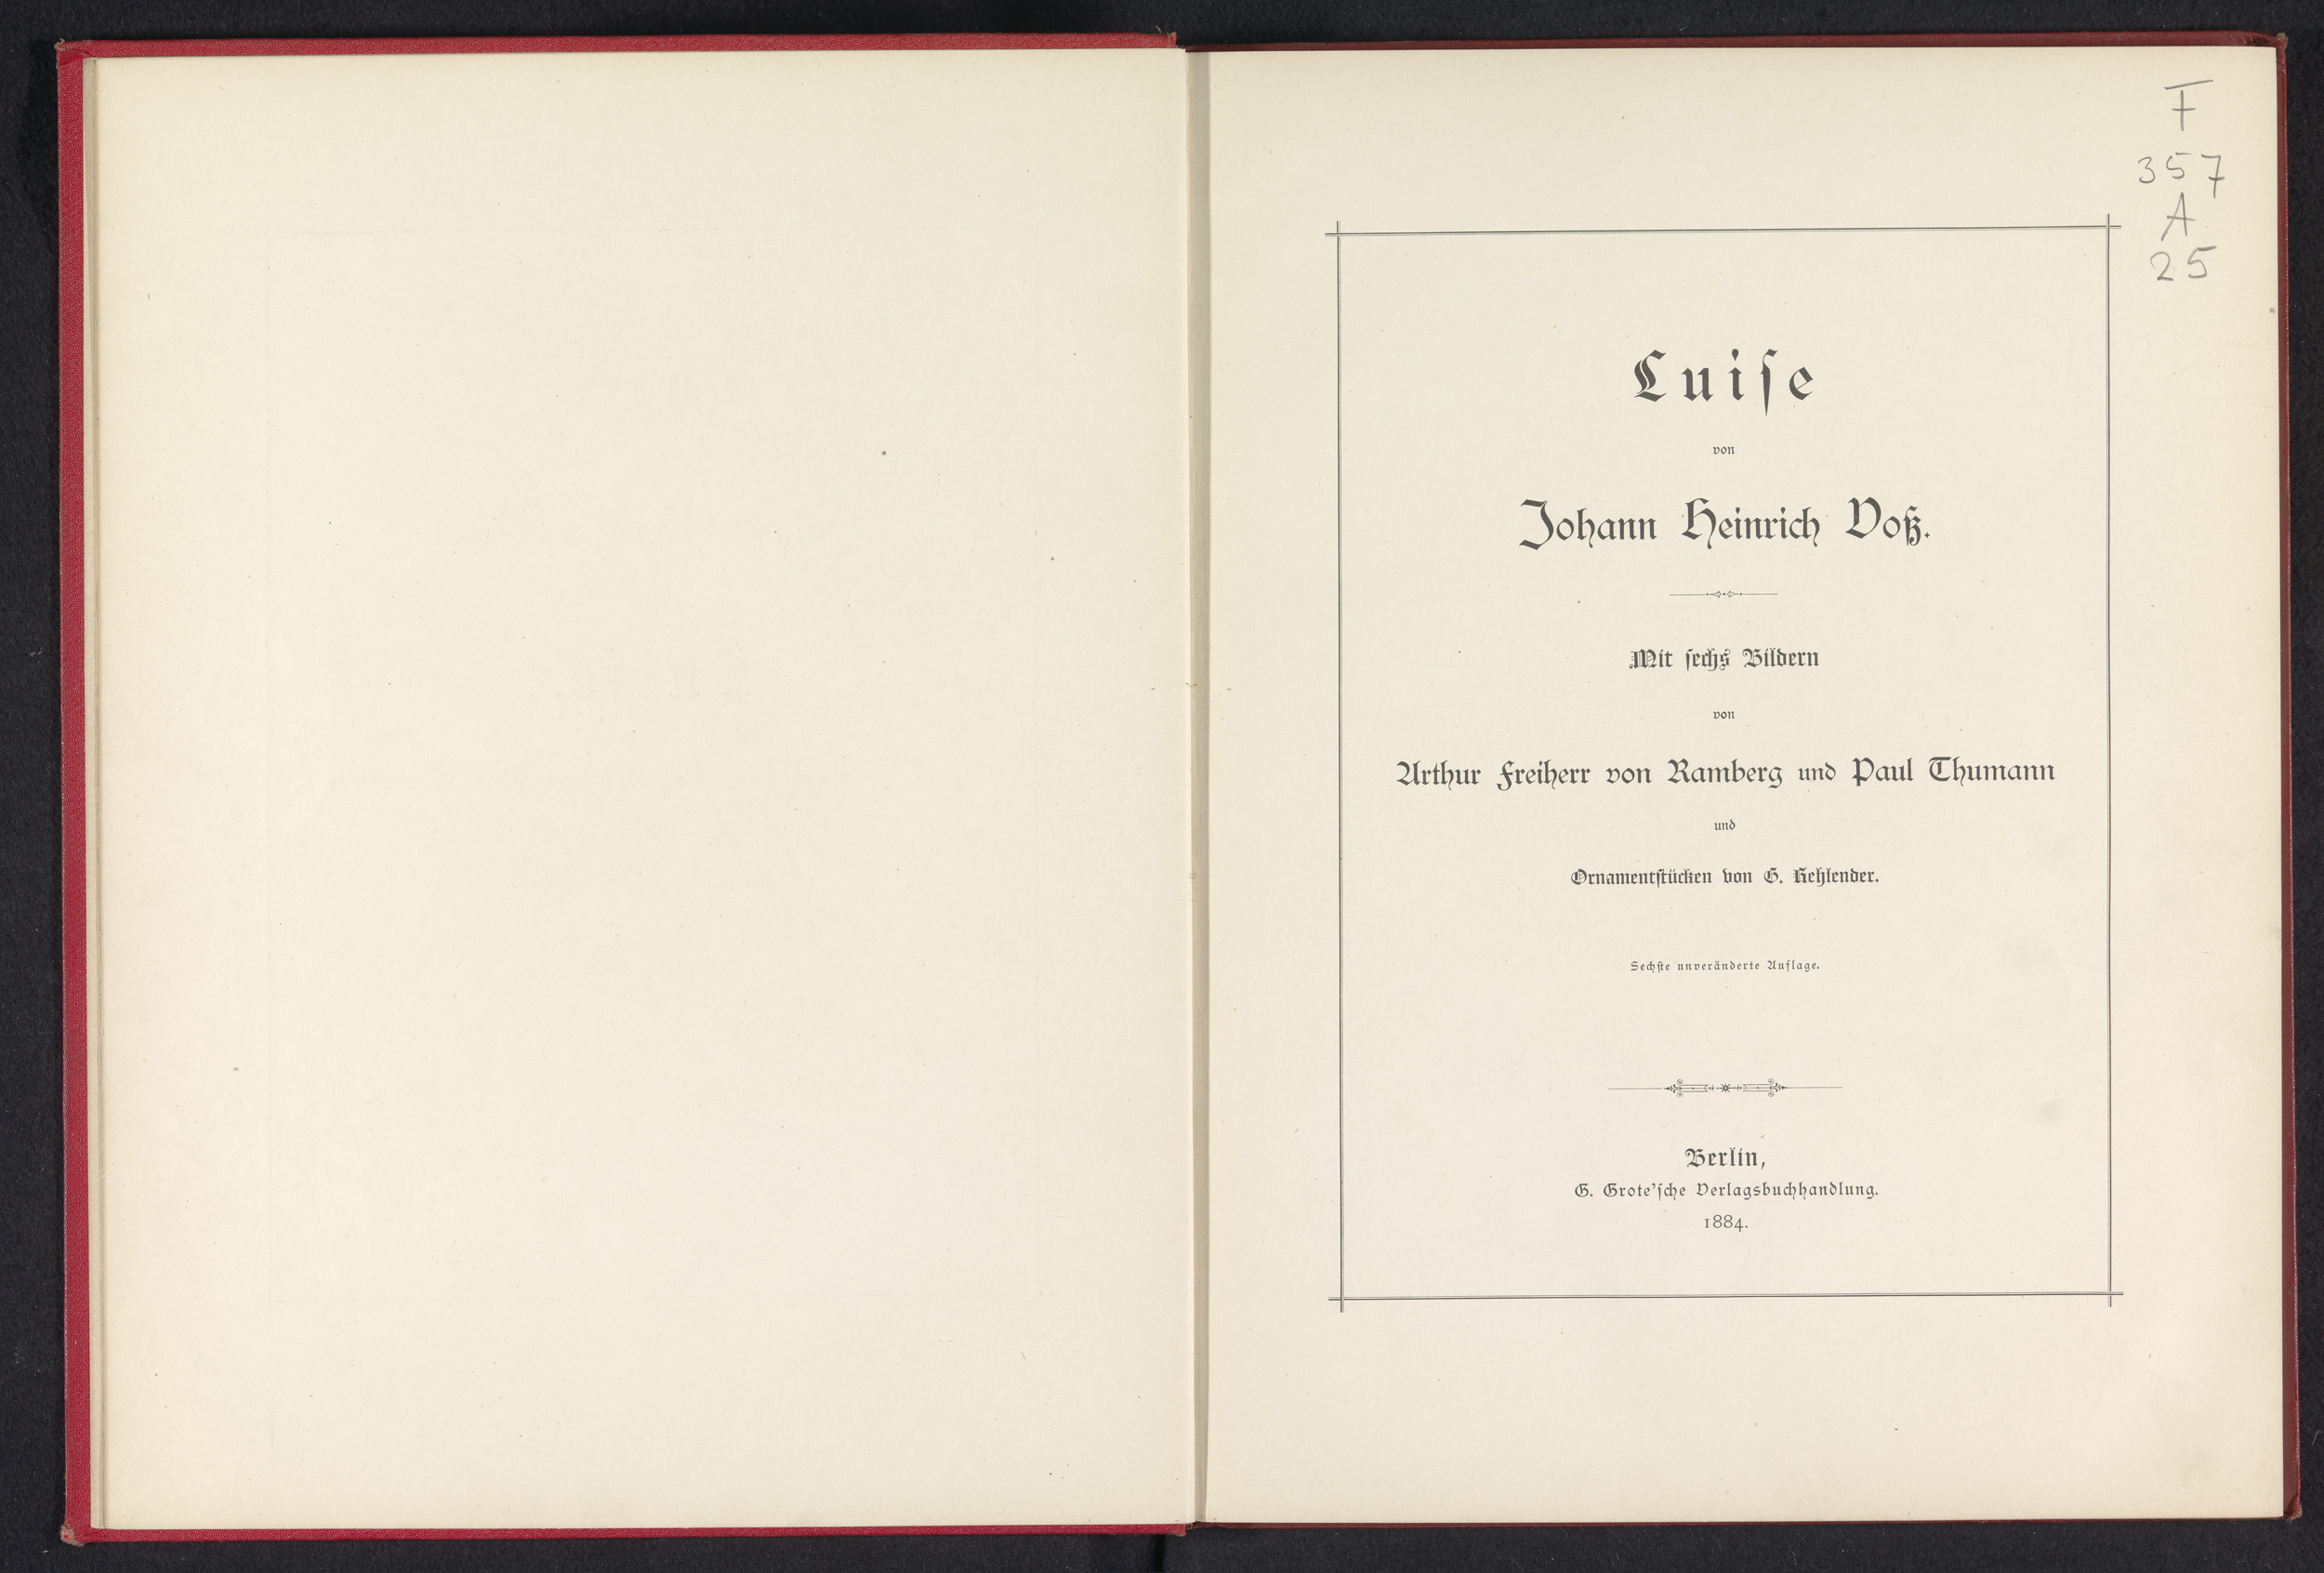 F
357
A
25
Luiſe
von
Johann Heinrich Voß.
Mit ſechs Bildern
von
Arthur Freiherr von Ramberg und Paul Thumann
und
Ornamentſtücken von G. Rehlender.
Sechſte unveränderte Auflage.
Berlin,
G. Grote'ſche Verlagsbuchhandlung.
1884.